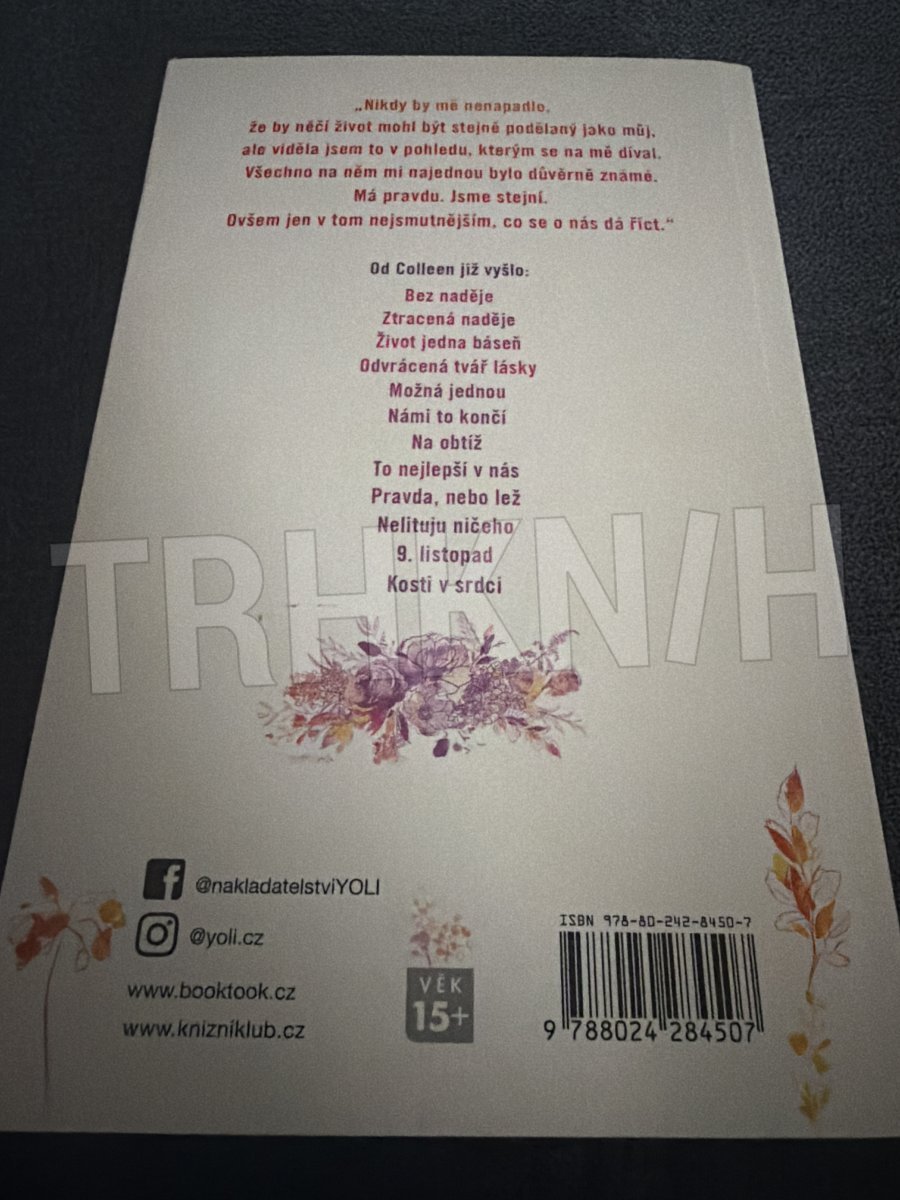 „Nikdy by mě nenapadlo,
že by něčí život mohl být stejně podělaný jako můj,
ale viděla jsem to v pohledu, kterým se na mě díval.
Všechno na něm mi najednou bylo důvěrně známé.
Má pravdu. Jsme stejní.
Ovšem jen v tom nejsmutnějším, co se o nás dá říct.“
Od Colleen již vyšlo:
Bez naděje
Ztracená naděje
Život jedna báseň
Odvrácená tvář lásky
Možná jednou
Námi to končí
Na obtíž
To nejlepší v nás
Pravda, nebo lež
Nelituju ničeho
9. listopad
Kosti v srdci
TRHKNIH
@nakladatelstviYOLI
@yoli.cz
www.booktook.cz
www.knizniklub.cz
VĚK
15+
ISBN 978-80-242-8450-7
9 788024 284507